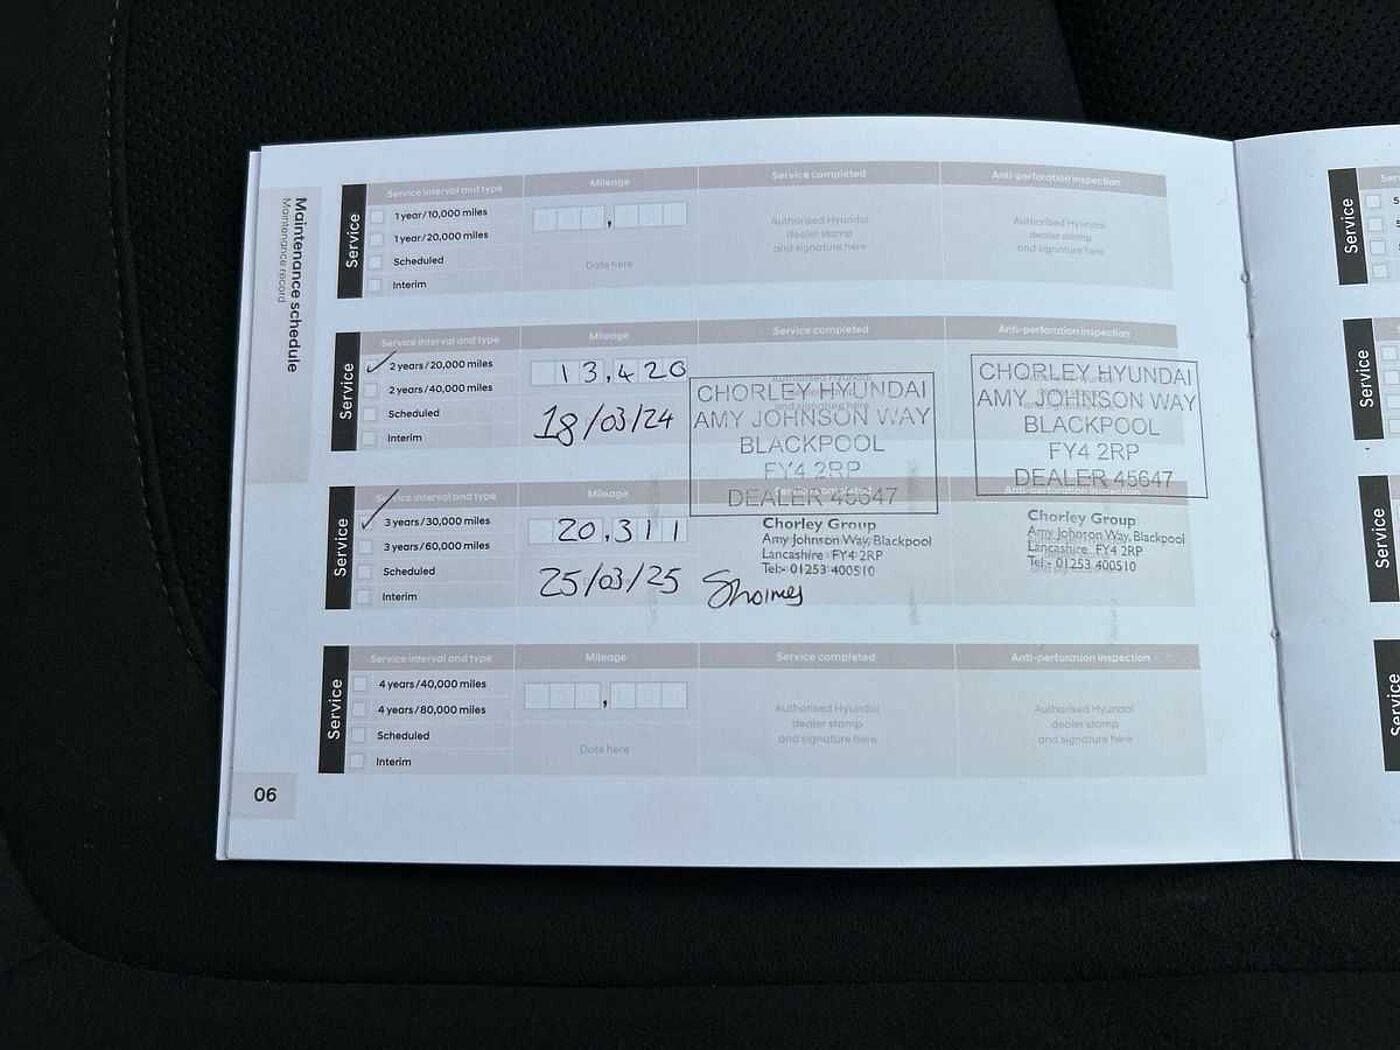 Maintenance schedule
Maintenance record
Service
Service interval and type
Mileage
Service completed
Anti-perforation inspection
1 year/10,000 miles
1 year/20,000 miles
Scheduled
Interim
,
Date here
Authorised Hyundai
dealer stamp
and signature here
Authorised Hyundai
dealer stamp
and signature here
Service
Service interval and type
Mileage
Service completed
Anti-perforation inspection
2 years/20,000 miles
2 years/40,000 miles
Scheduled
Interim
13,420
18/03/24
CHORLEY HYUNDAI
AMY JOHNSON WAY
BLACKPOOL
FY4 2RP
DEALER 45647
CHORLEY HYUNDAI
AMY JOHNSON WAY
BLACKPOOL
FY4 2RP
DEALER 45647
Service
Service interval and type
Mileage
Service completed
Anti-perforation inspection
3 years/30,000 miles
3 years/60,000 miles
Scheduled
Interim
20,311
25/03/25
Chorley Group
Amy Johnson Way, Blackpool
Lancashire FY4 2RP
Tel:- 01253 400510
Chorley Group
Amy Johnson Way, Blackpool
Lancashire FY4 2RP
Tel:- 01253 400510
Service
Service interval and type
Mileage
Service completed
Anti-perforation inspection
4 years/40,000 miles
4 years/80,000 miles
Scheduled
Interim
,
Date here
Authorised Hyundai
dealer stamp
and signature here
Authorised Hyundai
dealer stamp
and signature here
06
Service
Service
Service
Service